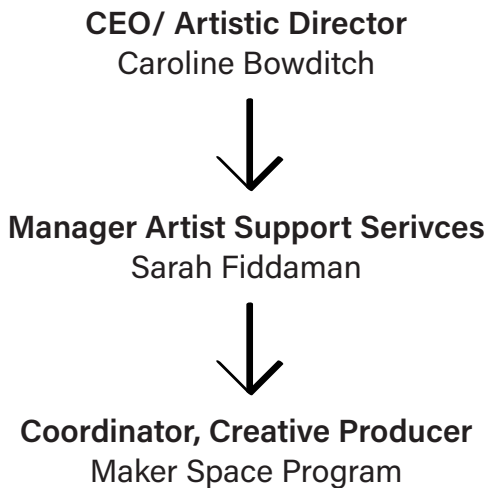 CEO/ Artistic Director
Caroline Bowditch
Manager Artist Support Serivces
Sarah Fiddaman
Coordinator, Creative Producer
Maker Space Program